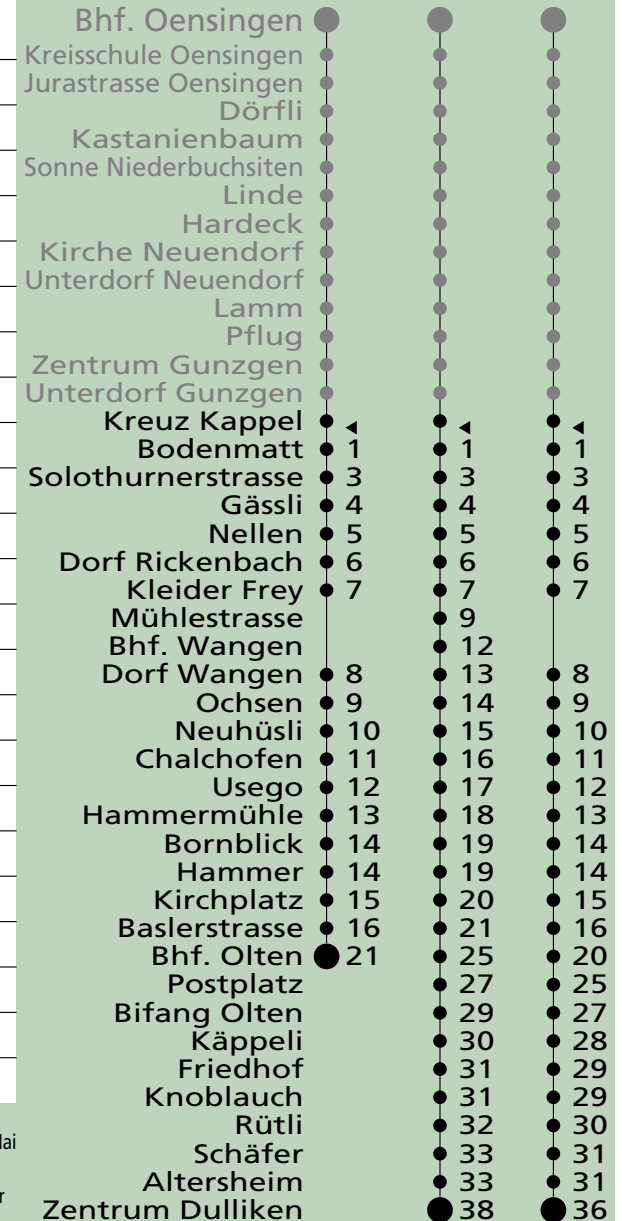 Bhf. Oensingen
Kreisschule Oensingen
Jurastrasse Oensingen
Dörfli
Kastanienbaum
Sonne Niederbuchsiten
Linde
Hardeck
Kirche Neuendorf
Unterdorf Neuendorf
Lamm
Pflug
Zentrum Gunzgen
Unterdorf Gunzgen
Kreuz Kappel
Bodenmatt 1 1 1
Solothurnerstrasse 3 3 3
Gässli 4 4 4
Nellen 5 5 5
Dorf Rickenbach 6 6 6
Kleider Frey 7 7 7
Mühlestrasse 9
Bhf. Wangen 12
Dorf Wangen 8 13 8
Ochsen 9 14 9
Neuhüsli 10 15 10
Chalchofen 11 16 11
Usego 12 17 12
Hammermühle 13 18 13
Bornblick 14 19 14
Hammer 14 19 14
Kirchplatz 15 20 15
Baslerstrasse 16 21 16
Bhf. Olten 21 25 20
Postplatz 27 25
Bifang Olten 29 27
Käppeli 30 28
Friedhof 31 29
Knoblauch 31 29
Rütli 32 30
Schäfer 33 31
Altersheim 33 31
Zentrum Dulliken 38 36